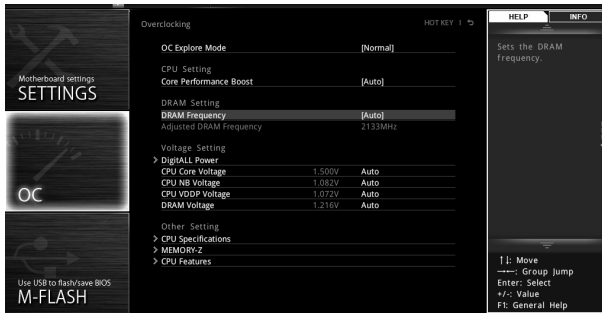 Motherboard settings
SETTINGS
OC
Use USB to flash/save BIOS
M-FLASH
Overclocking
HOT KEY
OC Explore Mode [Normal]
CPU Setting
Core Performance Boost [Auto]
DRAM Setting
DRAM Frequency [Auto]
Adjusted DRAM Frequency 2133MHz
Voltage Setting
DigitALL Power
CPU Core Voltage 1.500V Auto
CPU NB Voltage 1.082V Auto
CPU VDDP Voltage 1.072V Auto
DRAM Voltage 1.216V Auto
Other Setting
CPU Specifications
MEMORY-Z
CPU Features
HELP INFO
Sets the DRAM
frequency.
↑↓: Move
→←: Group Jump
Enter: Select
+/-: Value
F1: General Help